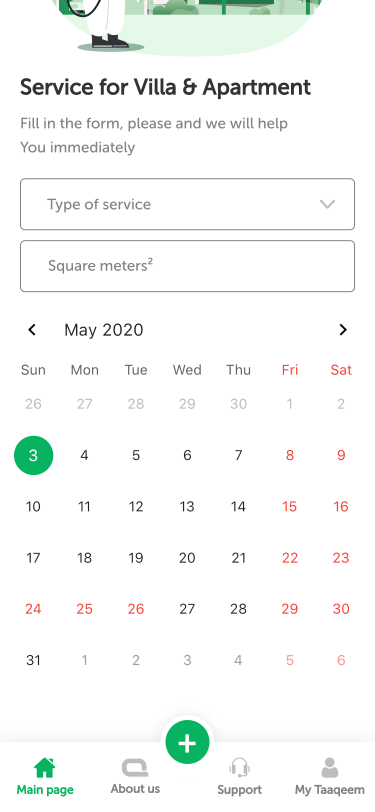 Service for Villa & Apartment
Fill in the form, please and we will help
You immediately
Type of service
Square meters²
May 2020
Sun Mon Tue Wed Thu Fri Sat
26 27 28 29 30 1 2
3 4 5 6 7 8 9
10 11 12 13 14 15 16
17 18 19 20 21 22 23
24 25 26 27 28 29 30
31 1 2 3 4 5 6
Main page About us Support My Taaqeem